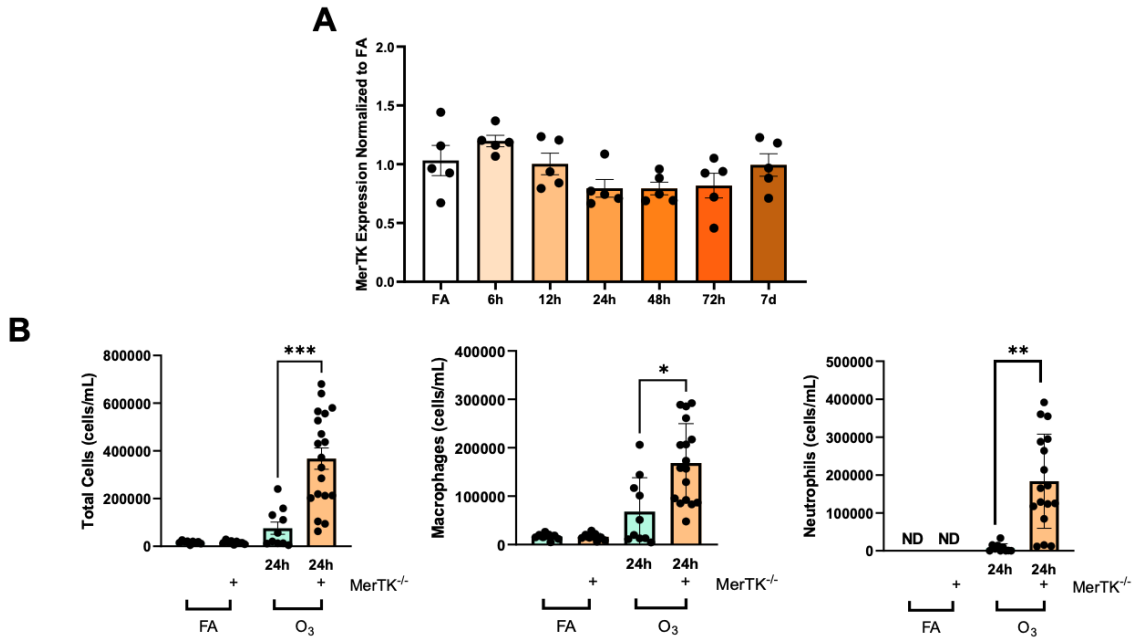 A
MerTK Expression Normalized to FA
2.0
1.5
1.0
0.5
0.0
FA 6h 12h 24h 48h 72h 7d
B
Total Cells (cells/mL)
800000
600000
400000
200000
0
***
24h 24h
+ + MerTK-/-
FA O3
Macrophages (cells/mL)
400000
300000
200000
100000
0
*
24h 24h
+ + MerTK-/-
FA O3
Neutrophils (cells/mL)
500000
400000
300000
200000
100000
0
**
ND ND
24h 24h
+ + MerTK-/-
FA O3